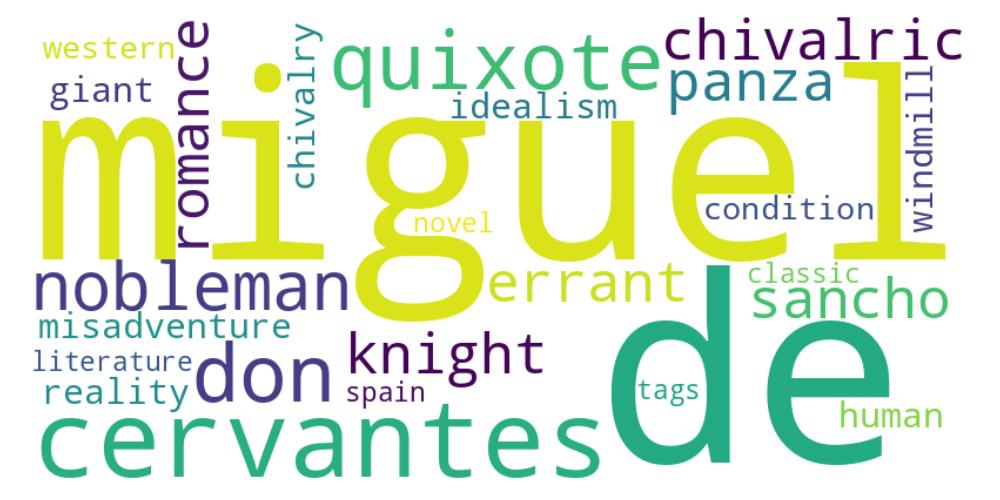 western
romance
chivalry
quixote
chivalric
giant
idealism
panza
windmill
miguel
novel
condition
nobleman
errant
classic
sancho
misadventure
literature
don
knight
reality
spain
tags
de
human
cervantes